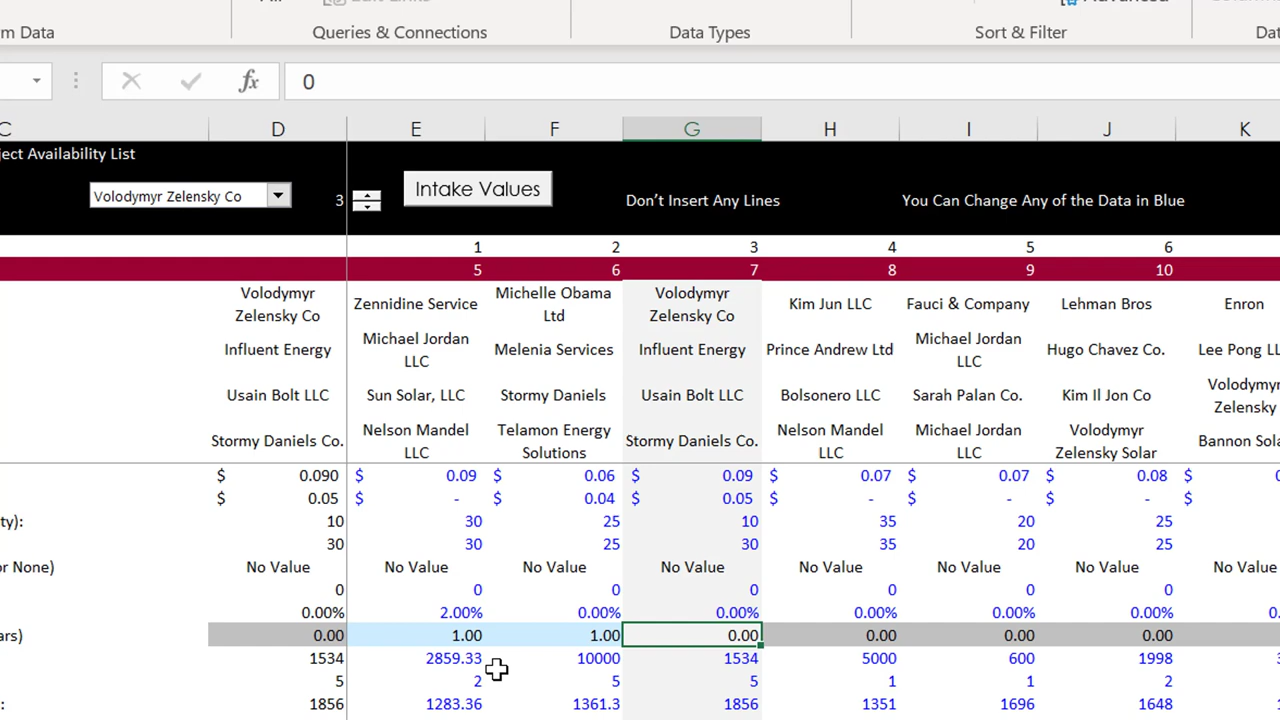 m Data Queries & Connections Data Types Sort & Filter Dat
fx 0
C D E F G H I J K
ject Availability List
Volodymyr Zelensky Co 3 Intake Values Don't Insert Any Lines You Can Change Any of the Data in Blue
1 2 3 4 5 6
5 6 7 8 9 10
Volodymyr Zelensky Co Zennidine Service Michelle Obama Ltd Volodymyr Zelensky Co Kim Jun LLC Fauci & Company Lehman Bros Enron
Influent Energy Michael Jordan LLC Melenia Services Influent Energy Prince Andrew Ltd Michael Jordan LLC Hugo Chavez Co. Lee Pong LL
Usain Bolt LLC Sun Solar, LLC Stormy Daniels Usain Bolt LLC Bolsonero LLC Sarah Palan Co. Kim Il Jon Co Volodymy Zelensky
Stormy Daniels Co. Nelson Mandel LLC Telamon Energy Solutions Stormy Daniels Co. Nelson Mandel LLC Michael Jordan LLC Volodymyr Zelensky Solar Bannon Sola
$ 0.090 $ 0.09 $ 0.06 $ 0.09 $ 0.07 $ 0.07 $ 0.08 $
$ 0.05 $ - $ 0.04 $ 0.05 $ - $ - $ - $
ty): 10 30 25 10 35 20 25
30 30 25 30 35 20 25
or None) No Value No Value No Value No Value No Value No Value No Value No Value
0 0 0 0 0 0 0
0.00% 2.00% 0.00% 0.00% 0.00% 0.00% 0.00% 0.
ars) 0.00 1.00 1.00 0.00 0.00 0.00 0.00
1534 2859.33 10000 1534 5000 600 1998
5 2 5 5 1 1 2
: 1856 1283.36 1361.3 1856 1351 1696 1648